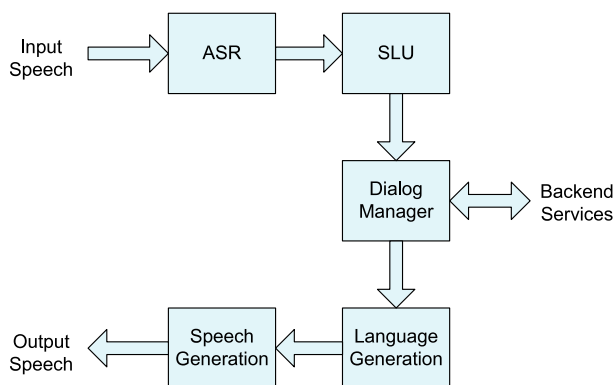 Input
Speech
ASR
SLU
Dialog
Manager
Backend
Services
Output
Speech
Speech
Generation
Language
Generation